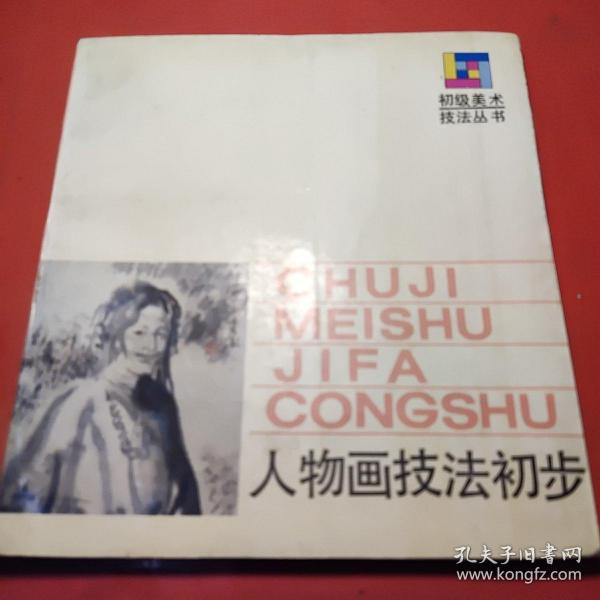 初级美术
技法丛书
CHUJI
MEISHU
JIFA
CONGSHU
人物画技法初步
孔夫子旧书网
www.kongfz.com